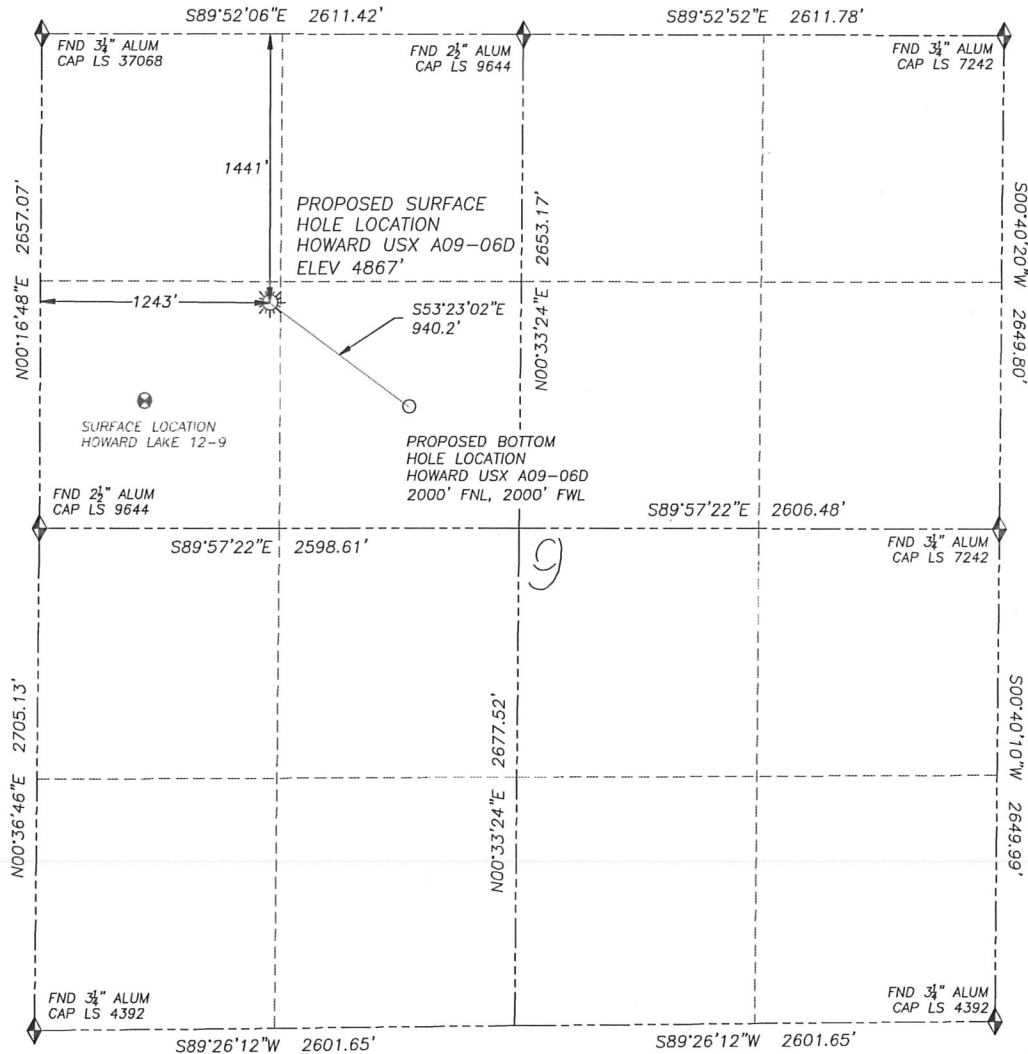 S89°52'06"E 2611.42'
S89°52'52"E 2611.78'
FND 3¼" ALUM
CAP LS 37068
FND 2½" ALUM
CAP LS 9644
FND 3¼" ALUM
CAP LS 7242
1441'
N00°16'48"E 2657.07'
PROPOSED SURFACE
HOLE LOCATION
HOWARD USX A09-06D
ELEV 4867'
N00°33'24"E 2653.17'
S00°40'20"W 2649.80'
1243'
S53°23'02"E
940.2'
SURFACE LOCATION
HOWARD LAKE 12-9
PROPOSED BOTTOM
HOLE LOCATION
HOWARD USX A09-06D
2000' FNL, 2000' FWL
FND 2½" ALUM
CAP LS 9644
S89°57'22"E 2598.61'
S89°57'22"E 2606.48'
FND 3¼" ALUM
CAP LS 7242
9
N00°36'46"E 2705.13'
N00°33'24"E 2677.52'
S00°40'10"W 2649.99'
FND 3¼" ALUM
CAP LS 4392
FND 3¼" ALUM
CAP LS 4392
S89°26'12"W 2601.65'
S89°26'12"W 2601.65'